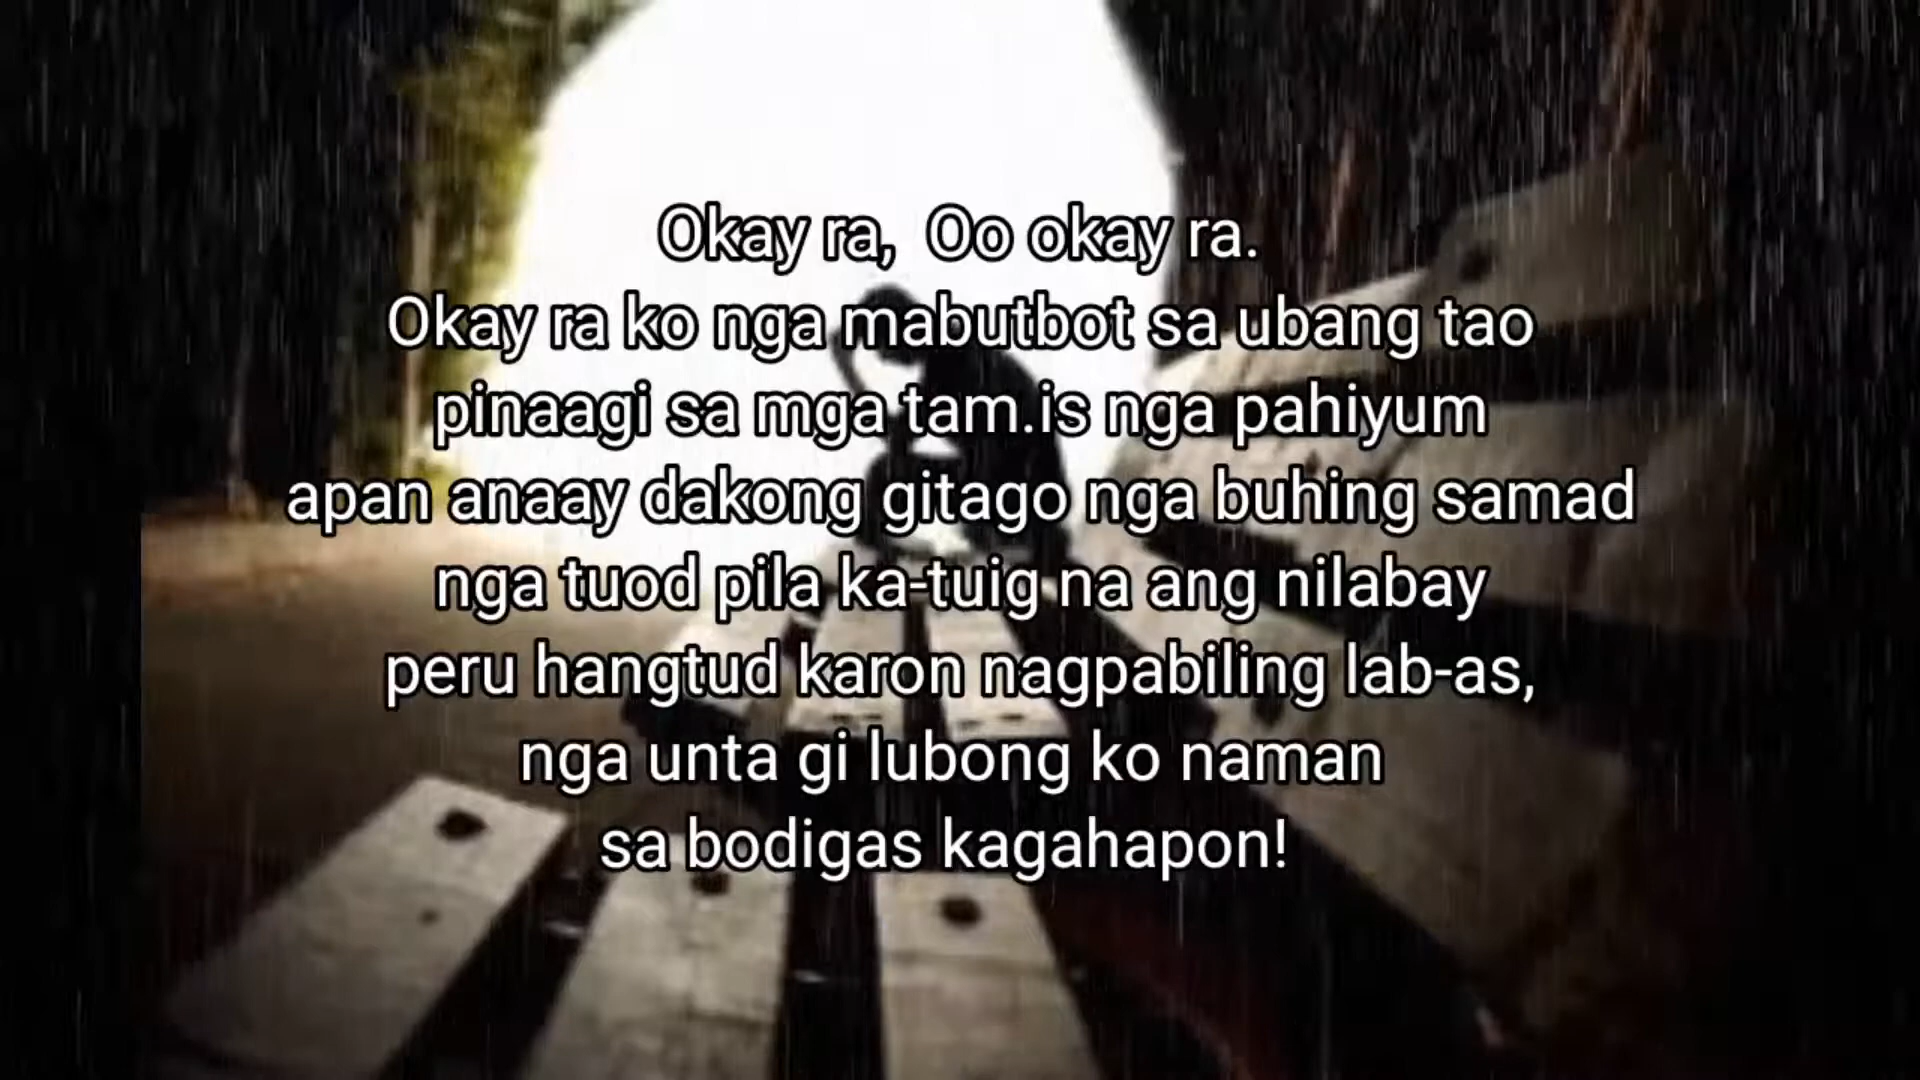 Okay ra, Oo okay ra.
Okay ra ko nga mabutbot sa ubang tao
pinaagi sa mga tam.is nga pahiyum
apan anaay dakong gitago nga buhing samad
nga tuod pila ka-tuig na ang nilabay
peru hangtud karon nagpabiling lab-as,
nga unta gi lubong ko naman
sa bodigas kagahapon!